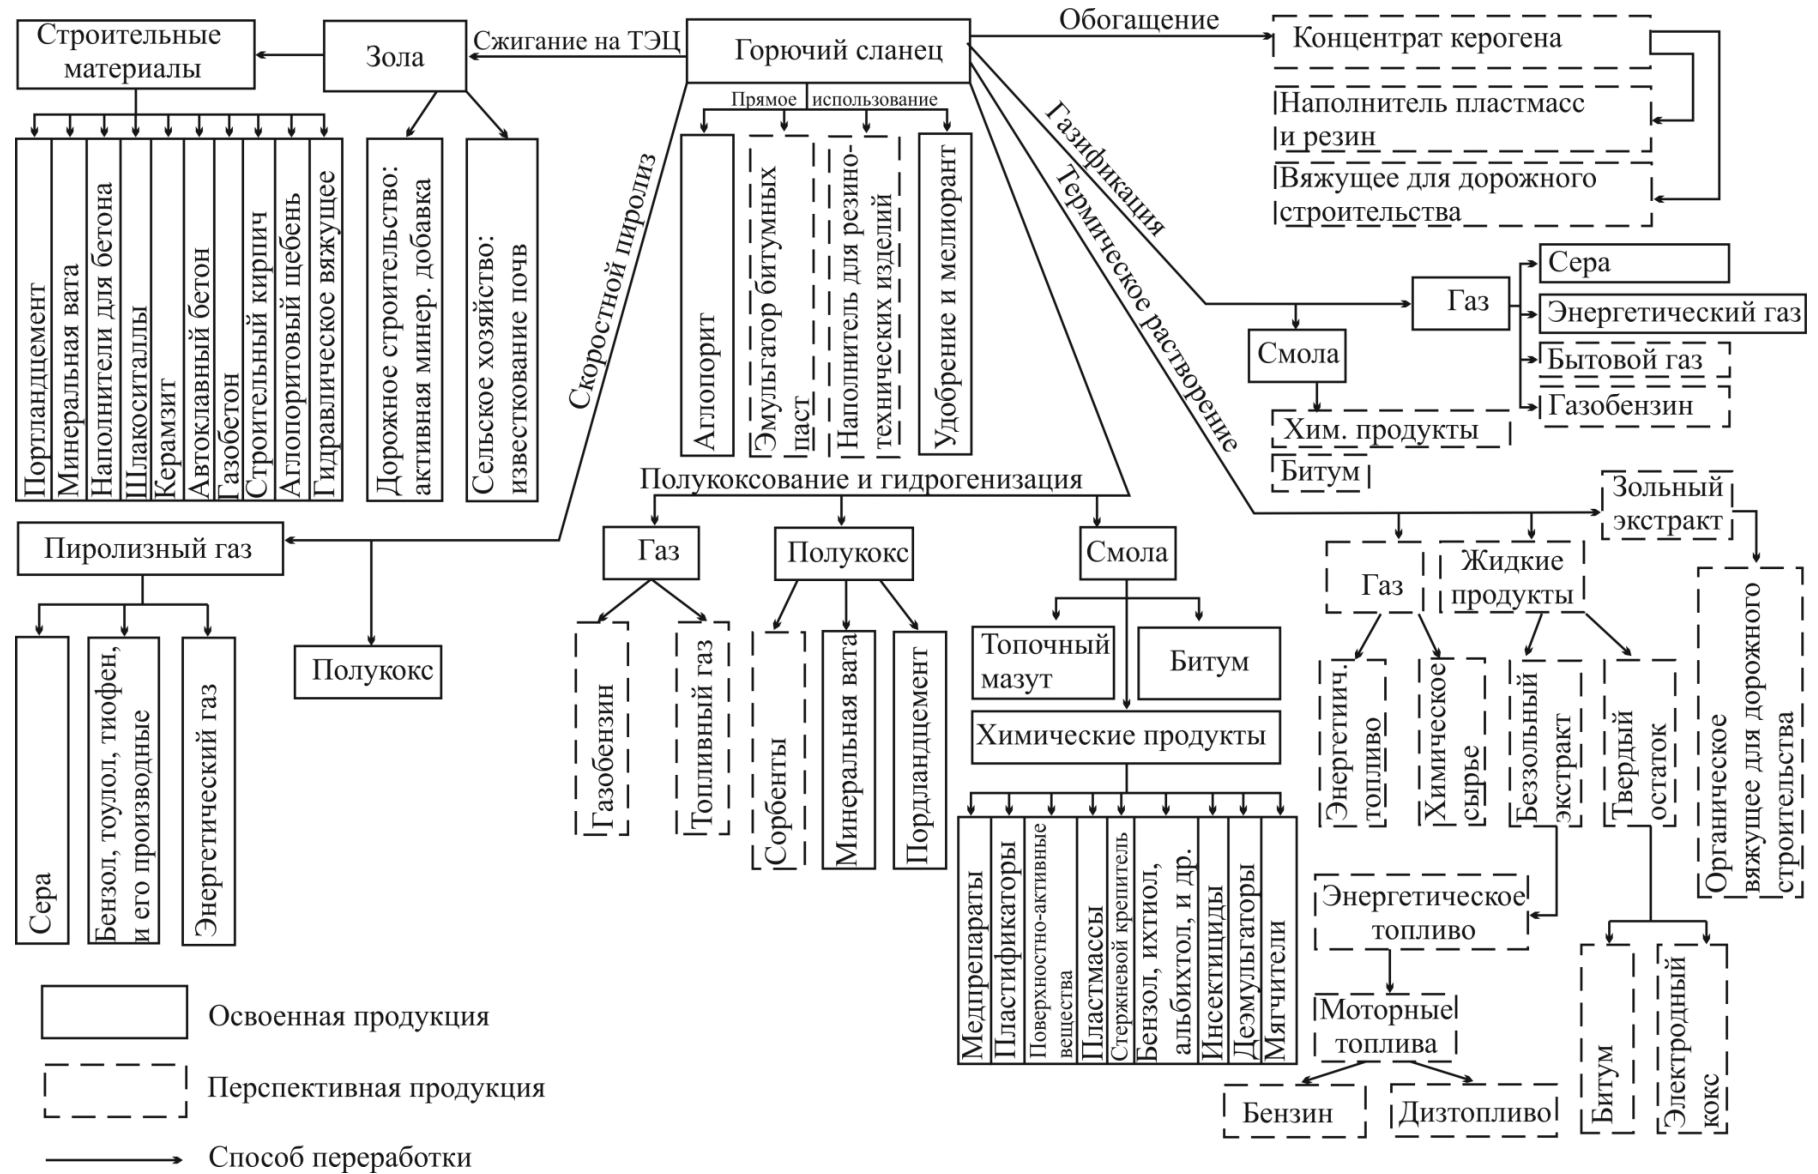 Строительные
материалы
Зола
Сжигание на ТЭЦ
Горючий сланец
Обогащение
Концентрат керогена
Наполнитель пластмасс
и резин
Вяжущее для дорожного
строительства
Прямое использование
Газификация
Термическое растворение
Скоростной пиролиз
Портландцемент
Минеральная вата
Наполнители для бетона
Шлакоситаллы
Керамзит
Автоклавный бетон
Газобетон
Строительный кирпич
Аглопоритовый щебень
Гидравлическое вяжущее
Дорожное строительство:
активная минер. добавка
Сельское хозяйство:
известкование почв
Аглопорит
Эмульгатор битумных
паст
Наполнитель для резино-
технических изделий
Удобрение и мелиорант
Газ
Сера
Энергетический газ
Бытовой газ
Газобензин
Смола
Хим. продукты
Битум
Полукоксование и гидрогенизация
Зольный
экстракт
Пиролизный газ
Газ
Полукокс
Смола
Газ
Жидкие
продукты
Органическое
вяжущее для дорожного
строительства
Сера
Бензол, тоулол, тиофен,
и его производные
Энергетический газ
Полукокс
Газобензин
Топливный газ
Сорбенты
Минеральная вата
Пордландцемент
Топочный
мазут
Битум
Химические продукты
Энергетич.
топливо
Химическое
сырье
Беззольный
экстракт
Твердый
остаток
Медпрепараты
Пластификаторы
Поверхностно-активные
вещества
Пластмассы
Стержневой крепитель
Бензол, ихтиол,
альбихтол, и др.
Инсектициды
Деэмульгаторы
Мягчители
Энергетическое
топливо
Моторные
топлива
Бензин
Дизтопливо
Битум
Электродный
кокс
Освоенная продукция
Перспективная продукция
Способ переработки